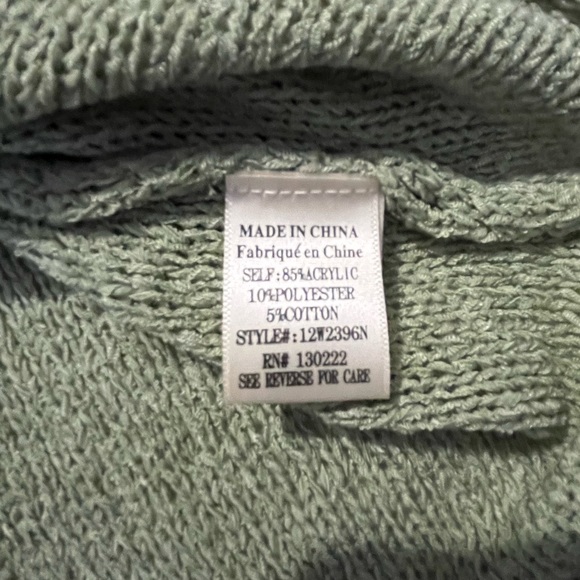 MADE IN CHINA
Fabriqué en Chine
SELF:85%ACRYLIC
10%POLYESTER
5%COTTON
STYLE#:12W2396N
RN# 130222
SEE REVERSE FOR CARE